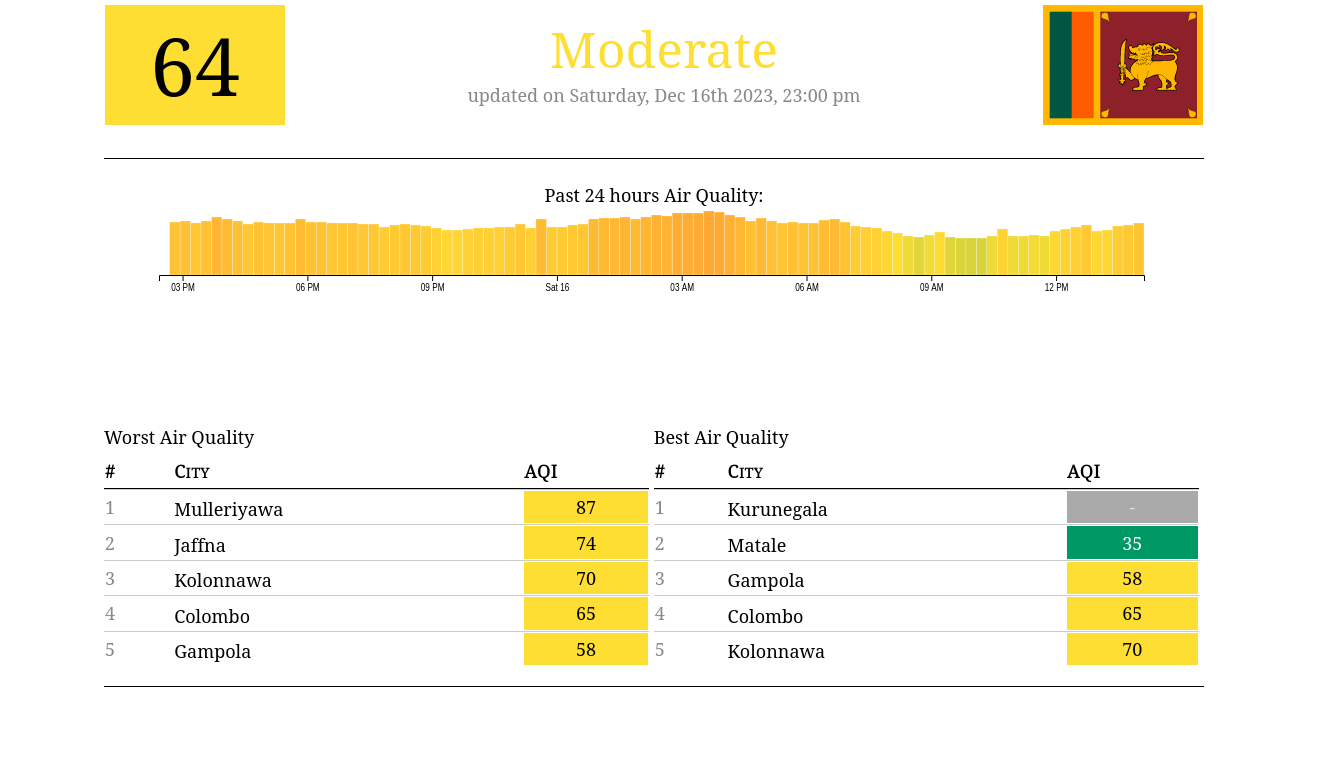 64
Moderate
updated on Saturday, Dec 16th 2023, 23:00 pm
Past 24 hours Air Quality:
03 PM 06 PM 09 PM Sat 16 03 AM 06 AM 09 AM 12 PM
Worst Air Quality
# City AQI
1 Mulleriyawa 87
2 Jaffna 74
3 Kolonnawa 70
4 Colombo 65
5 Gampola 58
Best Air Quality
# City AQI
1 Kurunegala -
2 Matale 35
3 Gampola 58
4 Colombo 65
5 Kolonnawa 70